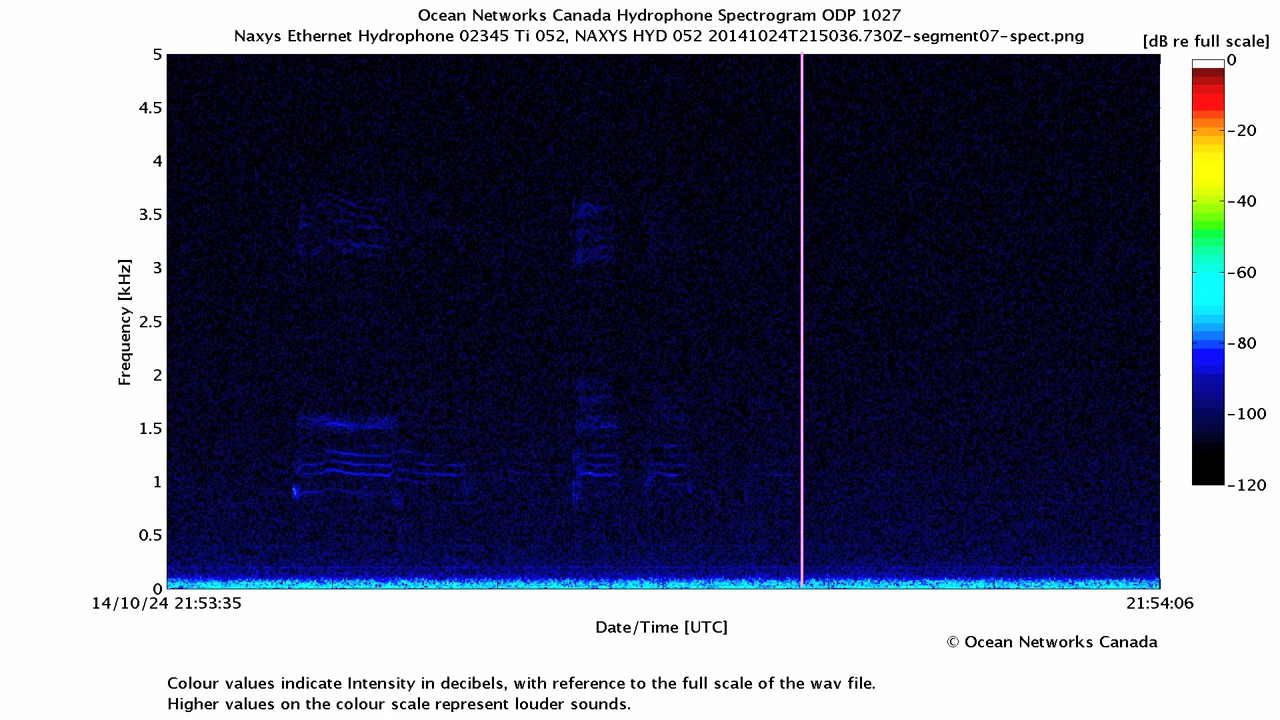 Ocean Networks Canada Hydrophone Spectrogram ODP 1027
Naxys Ethernet Hydrophone 02345 Ti 052, NAXYS HYD 052 20141024T215036.730Z-segment07-spect.png
[dB re full scale]
5
4.5
4
3.5
3
2.5
2
1.5
1
0.5
0
Frequency [kHz]
0
-20
-40
-60
-80
-100
-120
14/10/24 21:53:35
21:54:06
Date/Time [UTC]
© Ocean Networks Canada
Colour values indicate Intensity in decibels, with reference to the full scale of the wav file.
Higher values on the colour scale represent louder sounds.